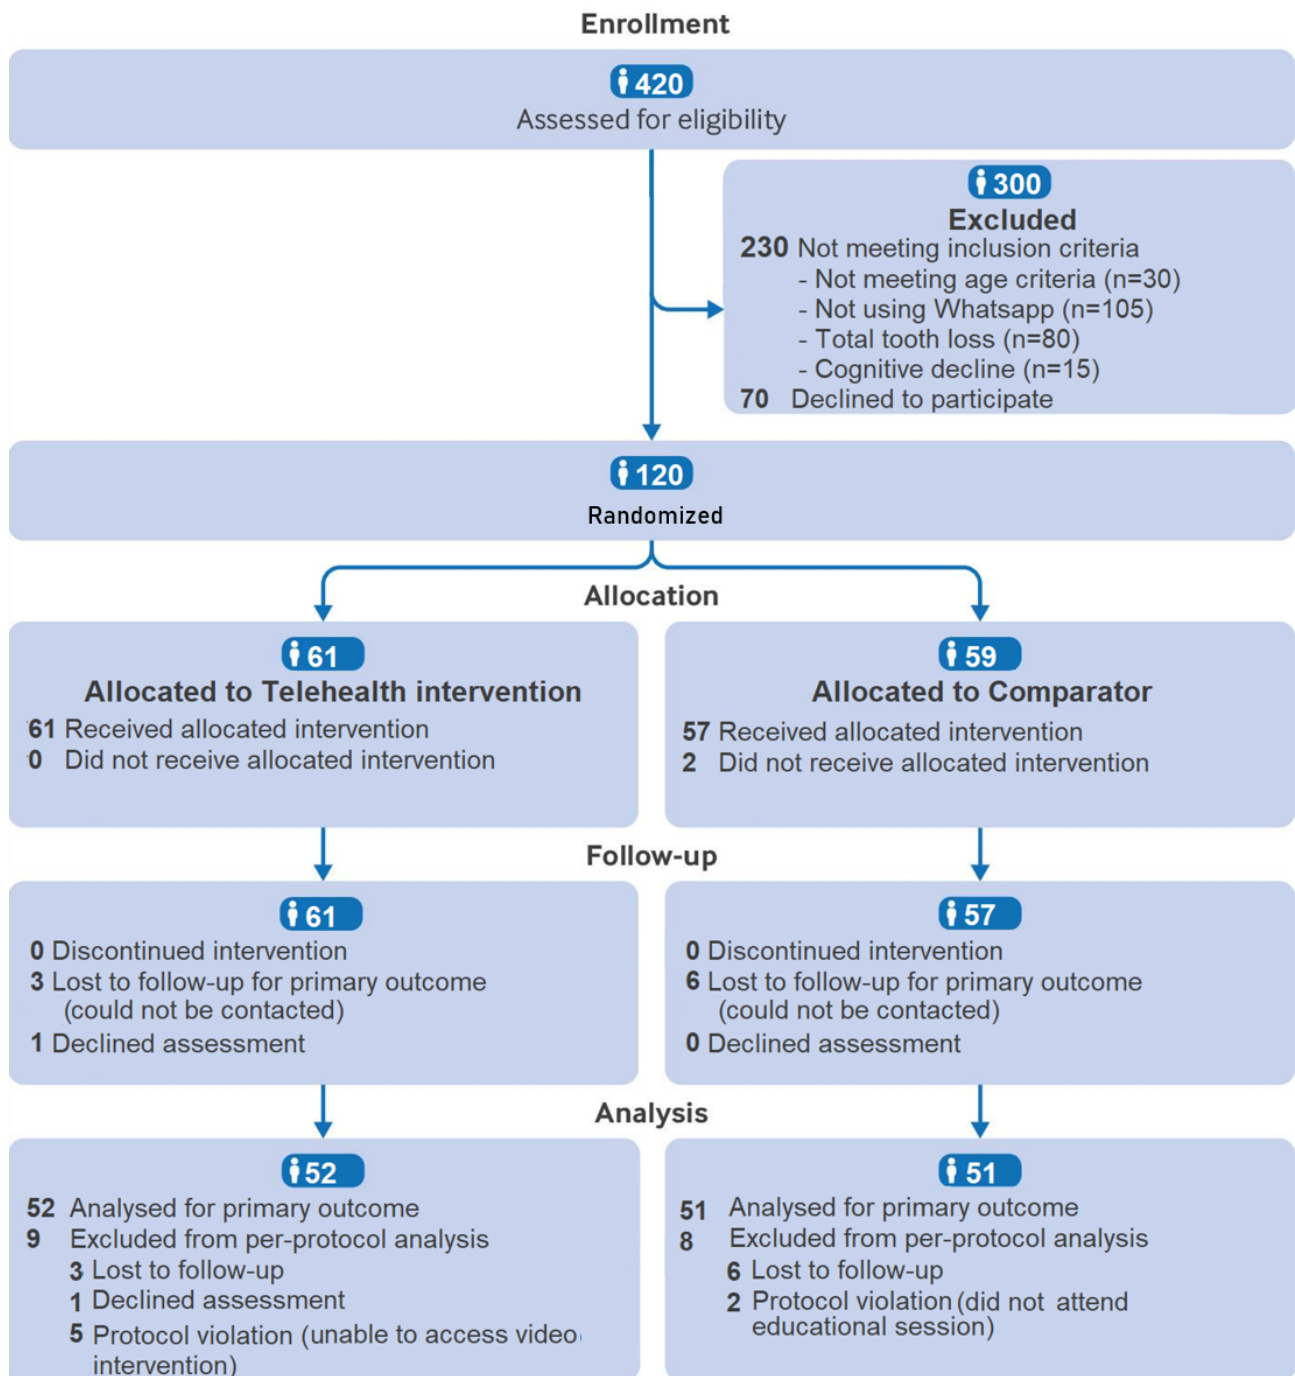 Enrollment
420
Assessed for eligibility
300
Excluded
230 Not meeting inclusion criteria
- Not meeting age criteria (n=30)
- Not using Whatsapp (n=105)
- Total tooth loss (n=80)
- Cognitive decline (n=15)
70 Declined to participate
120
Randomized
Allocation
61
Allocated to Telehealth intervention
61 Received allocated intervention
0 Did not receive allocated intervention
59
Allocated to Comparator
57 Received allocated intervention
2 Did not receive allocated intervention
Follow-up
61
0 Discontinued intervention
3 Lost to follow-up for primary outcome
(could not be contacted)
1 Declined assessment
57
0 Discontinued intervention
6 Lost to follow-up for primary outcome
(could not be contacted)
0 Declined assessment
Analysis
52
52 Analysed for primary outcome
9 Excluded from per-protocol analysis
3 Lost to follow-up
1 Declined assessment
5 Protocol violation (unable to access video
intervention)
51
51 Analysed for primary outcome
8 Excluded from per-protocol analysis
6 Lost to follow-up
2 Protocol violation (did not attend
educational session)